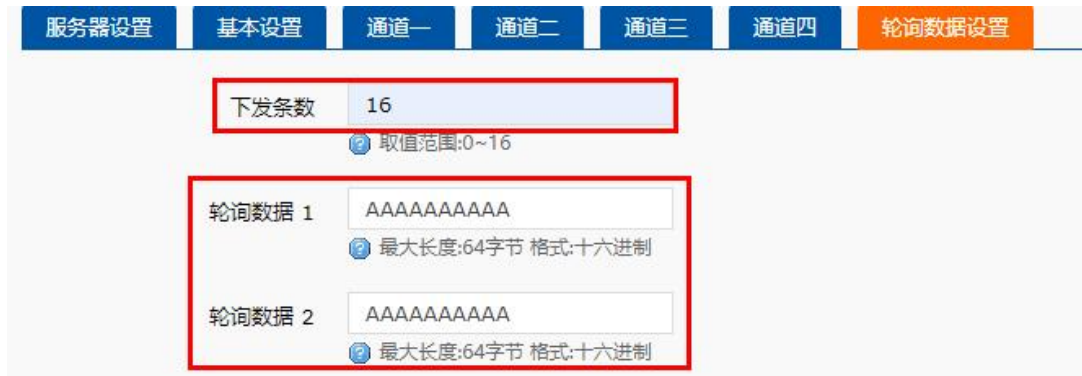 服务器设置 基本设置 通道一 通道二 通道三 通道四 轮询数据设置
下发条数 16
取值范围:0~16
轮询数据 1 AAAAAAAAAA
最大长度:64字节 格式:十六进制
轮询数据 2 AAAAAAAAAA
最大长度:64字节 格式:十六进制